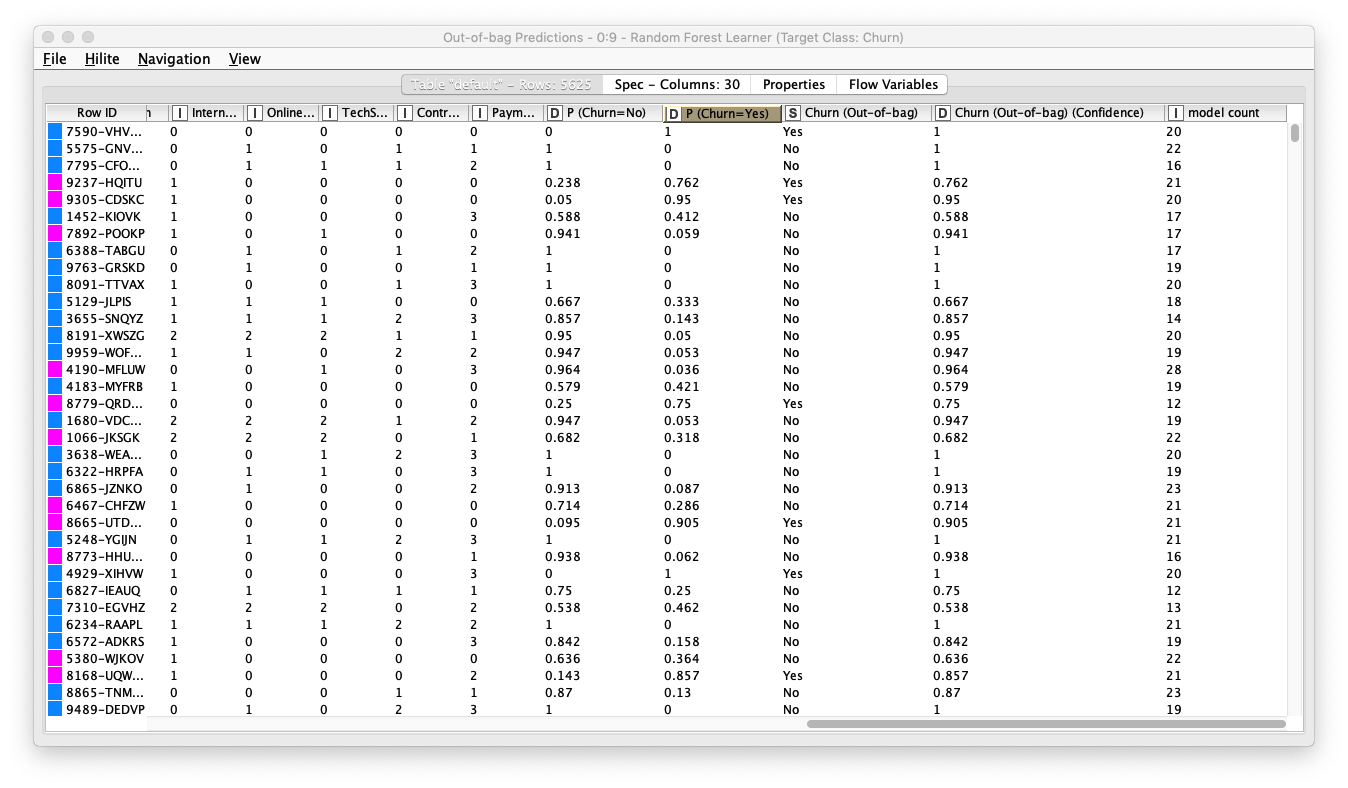 Out-of-bag Predictions - 0:9 - Random Forest Learner (Target Class: Churn)
File Hilite Navigation View
Table "default" - Rows: 5625 Spec - Columns: 30 Properties Flow Variables
Row ID I Intern... I Online... I TechS... I Contr... I Paym... D P (Churn=No) D P (Churn=Yes) S Churn (Out-of-bag) D Churn (Out-of-bag) (Confidence) I model count
7590-VHV... 0 0 0 0 0 0 1 Yes 1 20
5575-GNV... 0 1 0 1 1 1 0 No 1 22
7795-CFO... 0 1 1 1 2 1 0 No 1 16
9237-HQITU 1 0 0 0 0 0.238 0.762 Yes 0.762 21
9305-CDSKC 1 0 0 0 0 0.05 0.95 Yes 0.95 20
1452-KIOVK 1 0 0 0 3 0.588 0.412 No 0.588 17
7892-POOKP 1 0 1 0 0 0.941 0.059 No 0.941 17
6388-TABGU 0 1 0 1 2 1 0 No 1 17
9763-GRSKD 0 1 0 0 1 1 0 No 1 19
8091-TTVAX 1 0 0 1 3 1 0 No 1 20
5129-JLPIS 1 1 1 0 0 0.667 0.333 No 0.667 18
3655-SNQYZ 1 1 1 2 3 0.857 0.143 No 0.857 14
8191-XWSZG 2 2 2 1 1 0.95 0.05 No 0.95 20
9959-WOF... 1 1 0 2 2 0.947 0.053 No 0.947 19
4190-MFLUW 0 0 1 0 3 0.964 0.036 No 0.964 28
4183-MYFRB 1 0 0 0 0 0.579 0.421 No 0.579 19
8779-QRD... 0 0 0 0 0 0.25 0.75 Yes 0.75 12
1680-VDC... 2 2 2 1 2 0.947 0.053 No 0.947 19
1066-JKSGK 2 2 2 0 1 0.682 0.318 No 0.682 22
3638-WEA... 0 0 1 2 3 1 0 No 1 20
6322-HRPFA 0 1 1 0 3 1 0 No 1 19
6865-JZNKO 0 1 0 0 2 0.913 0.087 No 0.913 23
6467-CHFZW 1 0 0 0 0 0.714 0.286 No 0.714 21
8665-UTD... 0 0 0 0 0 0.095 0.905 Yes 0.905 21
5248-YGIJN 0 1 1 2 3 1 0 No 1 21
8773-HHU... 0 0 0 0 1 0.938 0.062 No 0.938 16
4929-XIHVW 1 0 0 0 3 0 1 Yes 1 20
6827-IEAUQ 0 1 1 1 1 0.75 0.25 No 0.75 12
7310-EGVHZ 2 2 2 0 2 0.538 0.462 No 0.538 13
6234-RAAPL 1 1 1 2 2 1 0 No 1 21
6572-ADKRS 1 0 0 0 3 0.842 0.158 No 0.842 19
5380-WJKOV 1 0 0 0 0 0.636 0.364 No 0.636 22
8168-UQW... 1 0 0 0 2 0.143 0.857 Yes 0.857 21
8865-TNM... 0 0 0 1 1 0.87 0.13 No 0.87 23
9489-DEDVP 0 1 0 2 3 1 0 No 1 19